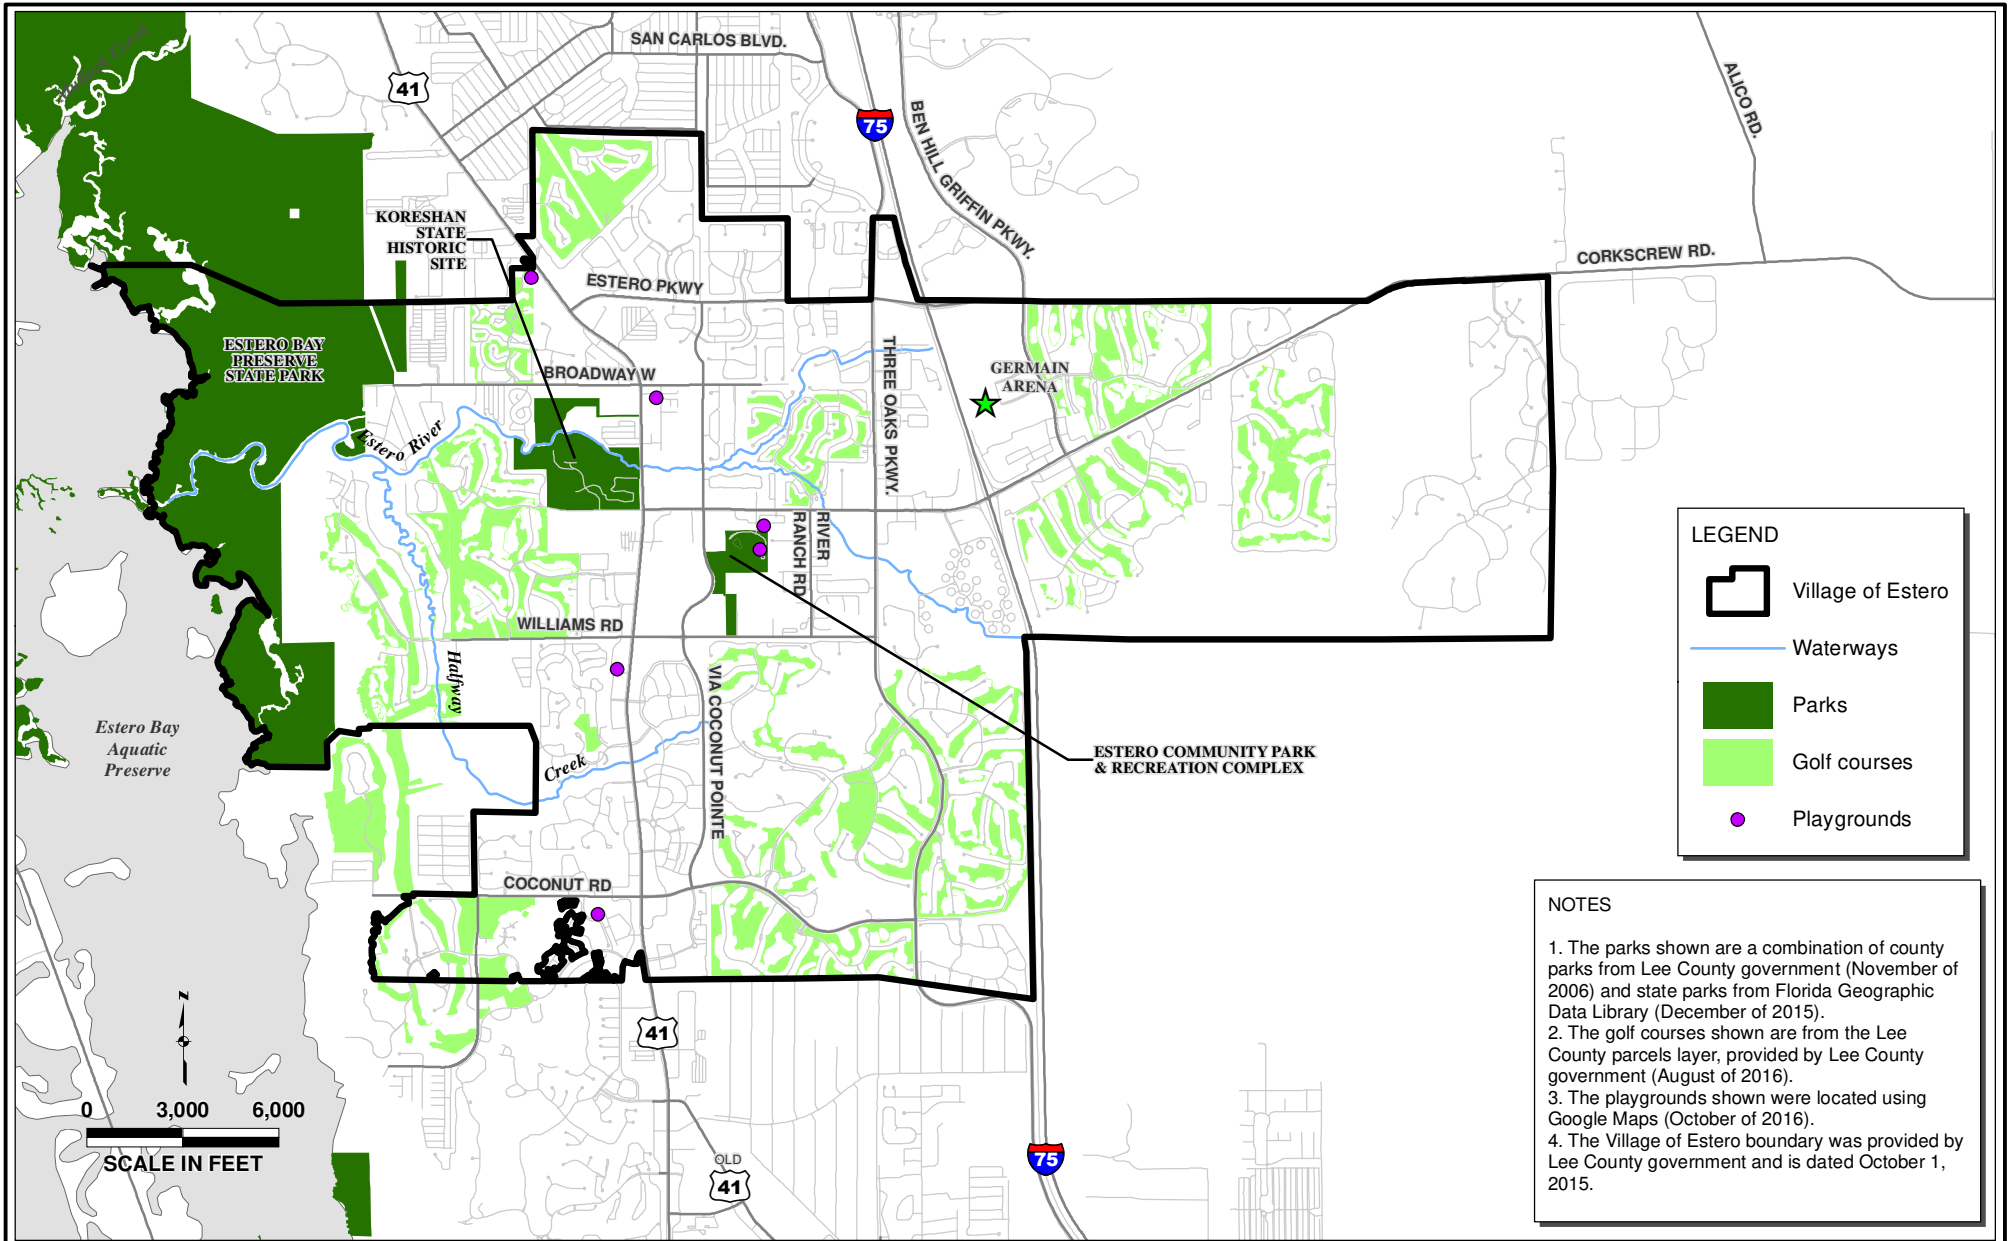 SAN CARLOS BLVD.
41
75
BEN HILL GRIFFIN PKWY.
ALICO RD.
KORESHAN
STATE
HISTORIC
SITE
CORKSCREW RD.
ESTERO PKWY
ESTERO BAY
PRESERVE
STATE PARK
BROADWAY W
THREE OAKS PKWY.
GERMAIN
ARENA
Estero River
RIVER
RANCH RD
WILLIAMS RD
Halfway
Creek
VIA COCONUT POINTE
Estero Bay
Aquatic
Preserve
ESTERO COMMUNITY PARK
& RECREATION COMPLEX
COCONUT RD
41
OLD
41
75
z
0 3,000 6,000
SCALE IN FEET
LEGEND
Village of Estero
Waterways
Parks
Golf courses
Playgrounds
NOTES
1. The parks shown are a combination of county
parks from Lee County government (November of
2006) and state parks from Florida Geographic
Data Library (December of 2015).
2. The golf courses shown are from the Lee
County parcels layer, provided by Lee County
government (August of 2016).
3. The playgrounds shown were located using
Google Maps (October of 2016).
4. The Village of Estero boundary was provided by
Lee County government and is dated October 1,
2015.